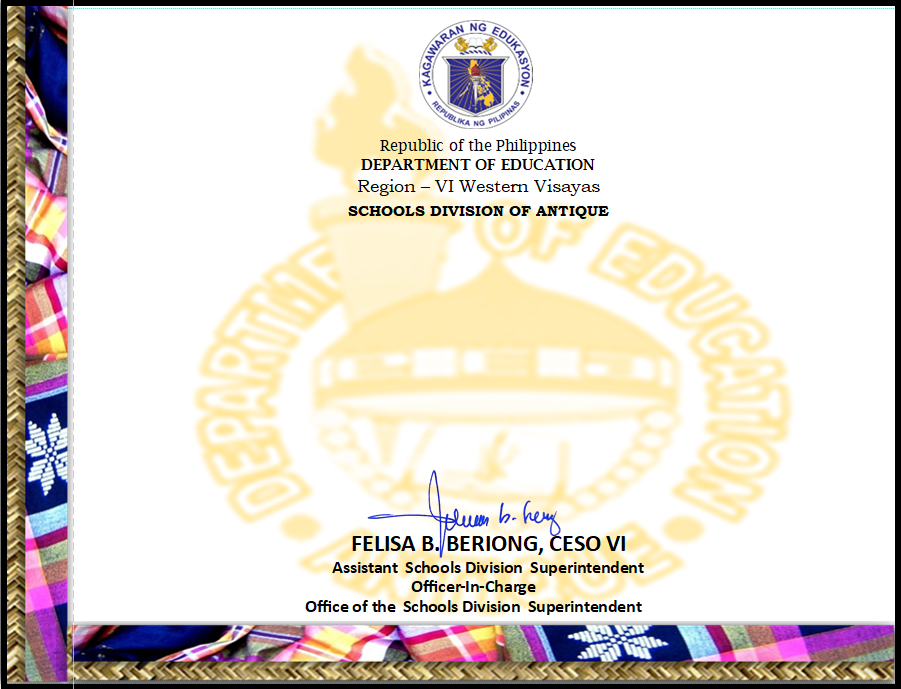 KAGAWARAN NG EDUKASYON
REPUBLIKA NG PILIPINAS
Republic of the Philippines
DEPARTMENT OF EDUCATION
Region – VI Western Visayas
SCHOOLS DIVISION OF ANTIQUE
DEPARTMENT OF EDUCATION
ANTIQUE
FELISA B. BERIONG, CESO VI
Assistant Schools Division Superintendent
Officer-In-Charge
Office of the Schools Division Superintendent